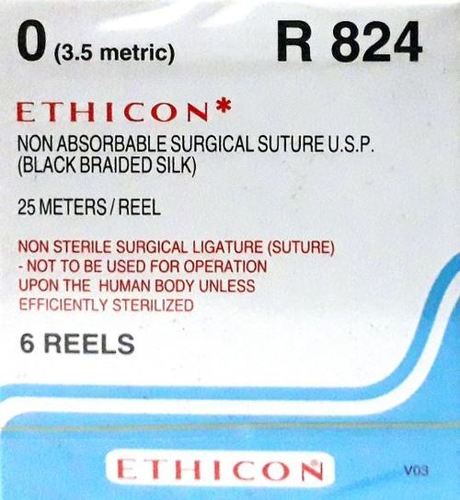 0 (3.5 metric) R 824
ETHICON*
NON ABSORBABLE SURGICAL SUTURE U.S.P.
(BLACK BRAIDED SILK)
25 METERS / REEL
NON STERILE SURGICAL LIGATURE (SUTURE)
- NOT TO BE USED FOR OPERATION
UPON THE HUMAN BODY UNLESS
EFFICIENTLY STERILIZED
6 REELS
ETHICON®
V03